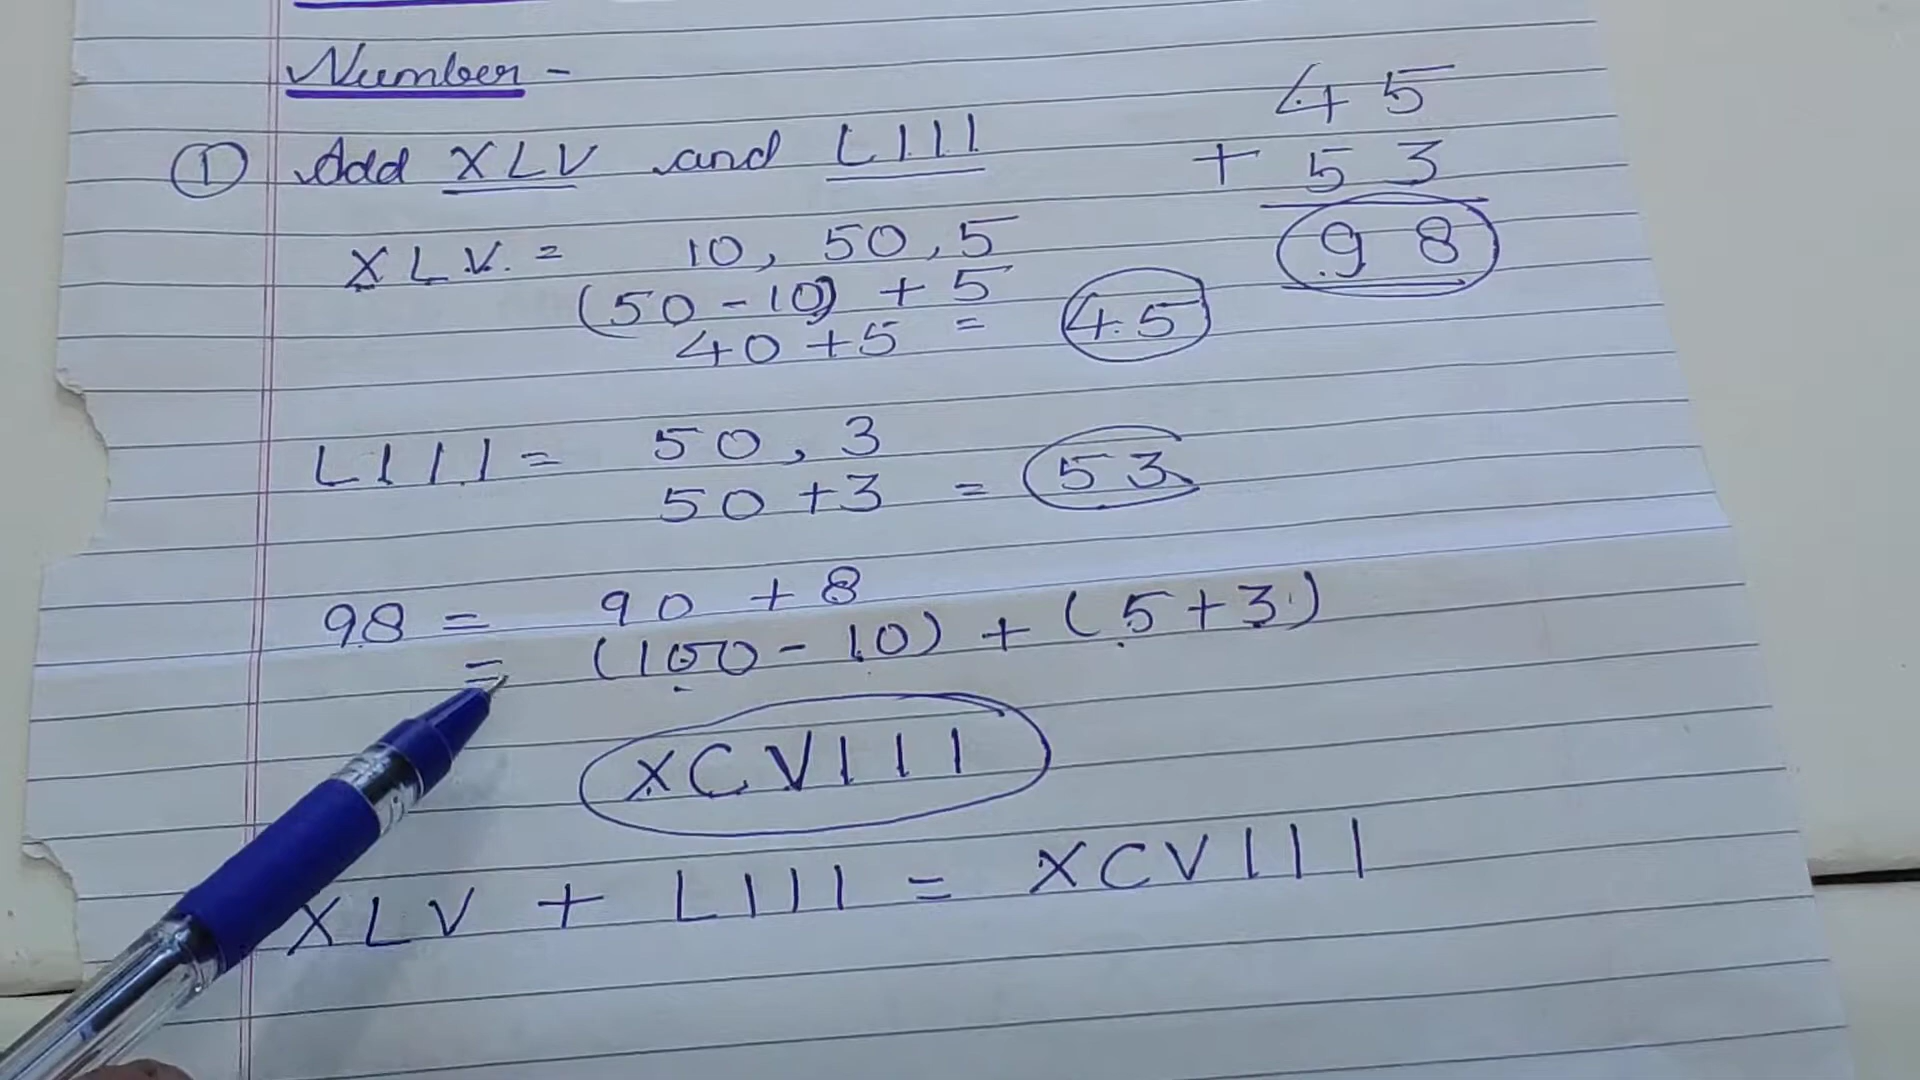 Number -
① Add XLV and LIII
XLV = 10, 50, 5
(50 - 10) + 5
40 + 5 = 45
LIII = 50, 3
50 + 3 = 53
98 = 90 + 8
= (100 - 10) + (5 + 3)
XCVIII
XLV + LIII = XCVIII
45
+ 53
98